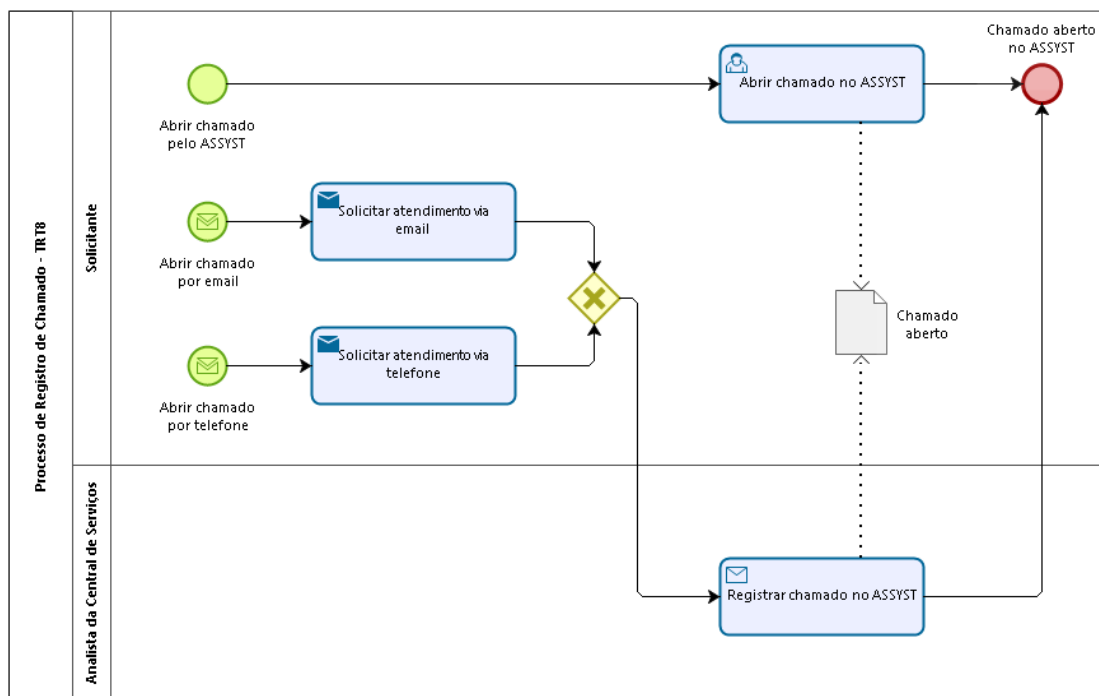 Processo de Registro de Chamado - TRT8
Solicitante
Chamado aberto
no ASSYST
Abrir chamado no ASSYST
Abrir chamado
pelo ASSYST
Solicitar atendimento via
email
Abrir chamado
por email
Chamado
aberto
Solicitar atendimento via
telefone
Abrir chamado
por telefone
Analista da Central de Serviços
Registrar chamado no ASSYST